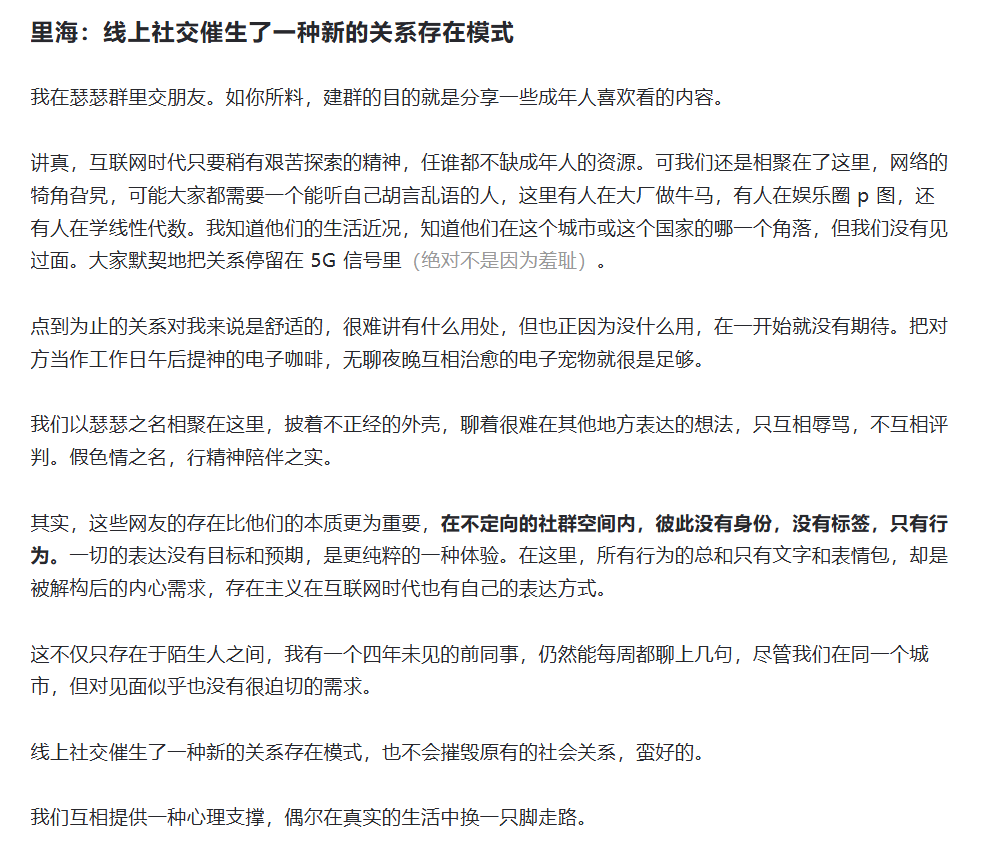 里海：线上社交催生了一种新的关系存在模式
我在瑟瑟群里交朋友。如你所料，建群的目的就是分享一些成年人喜欢看的内容。
讲真，互联网时代只要稍有艰苦探索的精神，任谁都不缺成年人的资源。可我们还是相聚在了这里，网络的
犄角旮旯，可能大家都需要一个能听自己胡言乱语的人，这里有人在大厂做牛马，有人在娱乐圈 p 图，还
有人在学线性代数。我知道他们的生活近况，知道他们在这个城市或这个国家的哪一个角落，但我们没有见
过面。大家默契地把关系停留在 5G 信号里（绝对不是因为羞耻）。
点到为止的关系对我来说是舒适的，很难讲有什么用处，但也正因为没什么用，在一开始就没有期待。把对
方当作工作日午后提神的电子咖啡，无聊夜晚互相治愈的电子宠物就很是足够。
我们以瑟瑟之名相聚在这里，披着不正经的外壳，聊着很难在其他地方表达的想法，只互相辱骂，不互相评
判。假色情之名，行精神陪伴之实。
其实，这些网友的存在比他们的本质更为重要，在不定向的社群空间内，彼此没有身份，没有标签，只有行
为。一切的表达没有目标和预期，是更纯粹的一种体验。在这里，所有行为的总和只有文字和表情包，却是
被解构后的内心需求，存在主义在互联网时代也有自己的表达方式。
这不仅只存在于陌生人之间，我有一个四年未见的前同事，仍然能每周都聊上几句，尽管我们在同一个城
市，但对见面似乎也没有很迫切的需求。
线上社交催生了一种新的关系存在模式，也不会摧毁原有的社会关系，蛮好的。
我们互相提供一种心理支撑，偶尔在真实的生活中换一只脚走路。